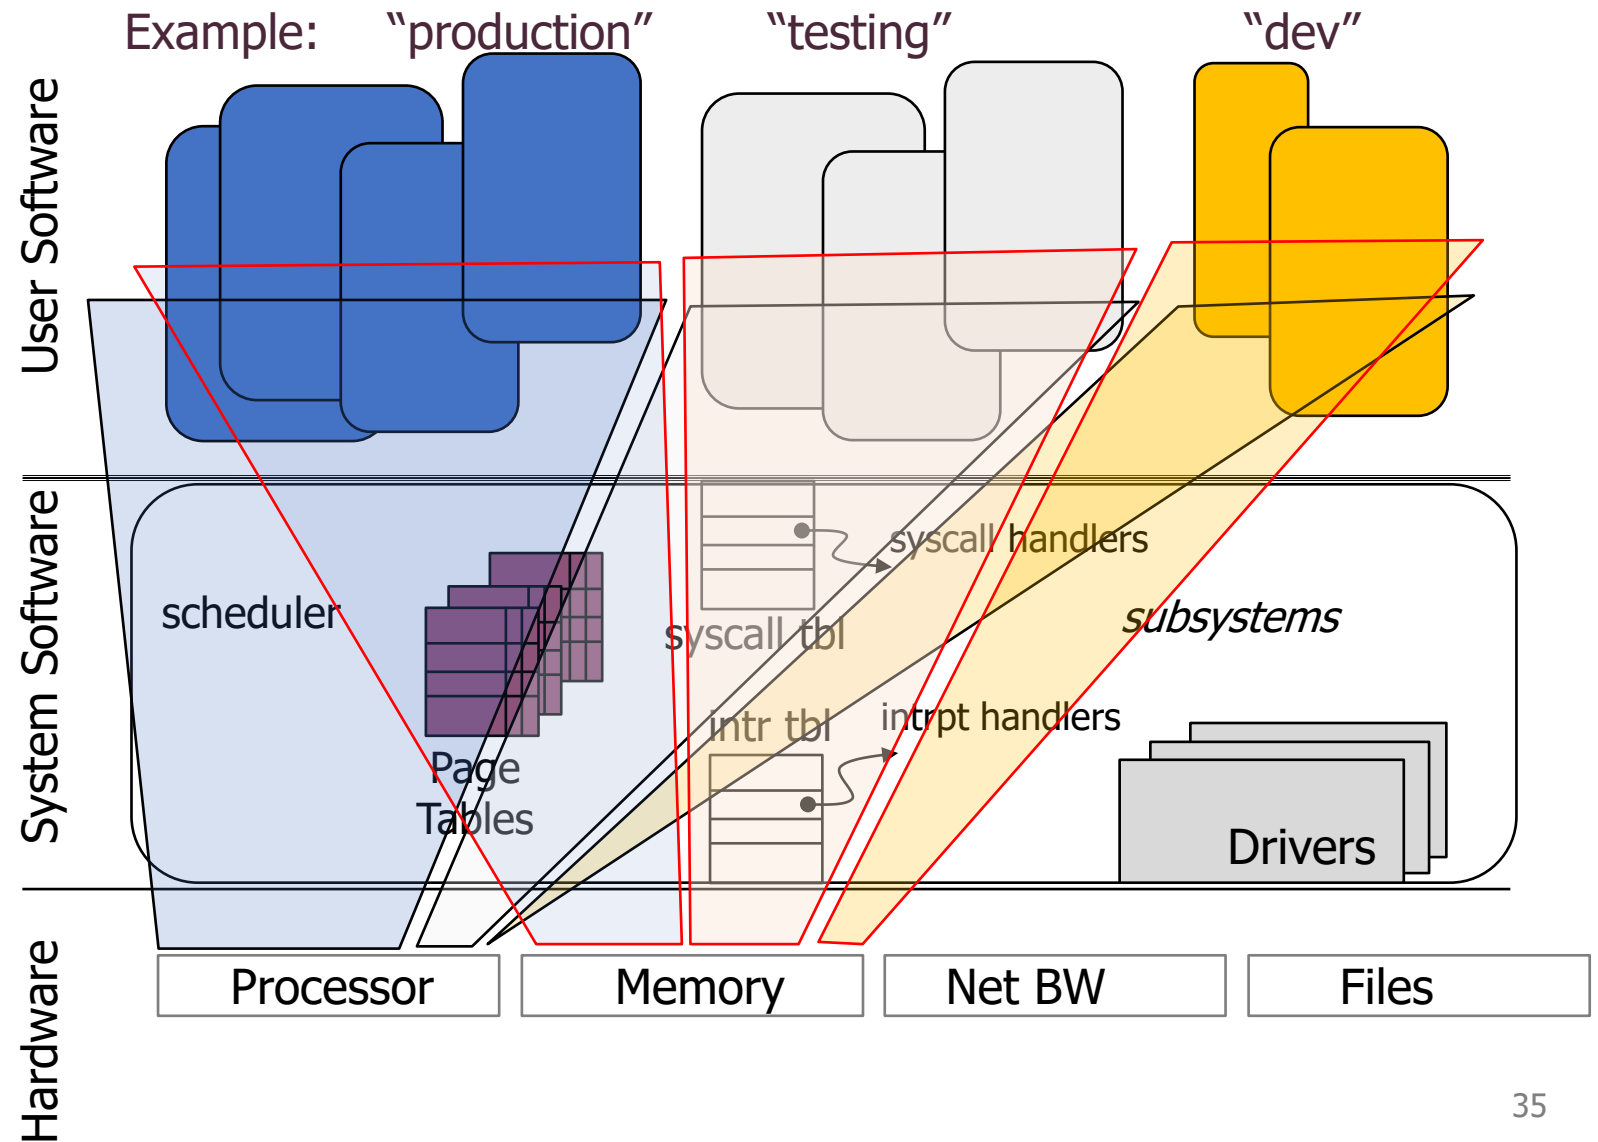 Example: “production” “testing” “dev”
User Software
System Software
syscall handlers
scheduler
subsystems
syscall tbl
intrpt handlers
intr tbl
Page
Tables
Drivers
Hardware
Processor
Memory
Net BW
Files
35